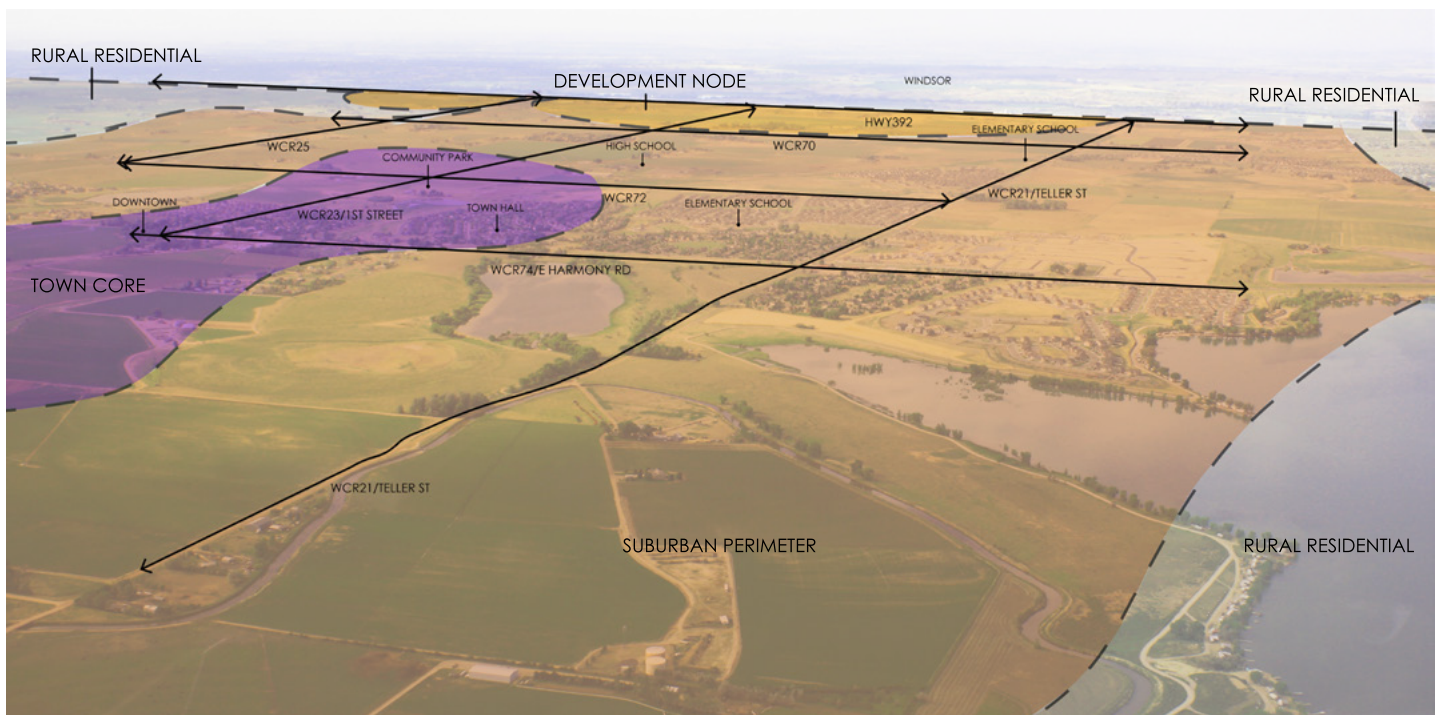 RURAL RESIDENTIAL
DEVELOPMENT NODE
WINDSOR
RURAL RESIDENTIAL
HWY392
ELEMENTARY SCHOOL
WCR25
HIGH SCHOOL
WCR70
COMMUNITY PARK
WCR21/TELLER ST
DOWNTOWN
WCR72
ELEMENTARY SCHOOL
WCR23/1ST STREET
TOWN HALL
WCR74/E HARMONY RD
TOWN CORE
WCR21/TELLER ST
SUBURBAN PERIMETER
RURAL RESIDENTIAL